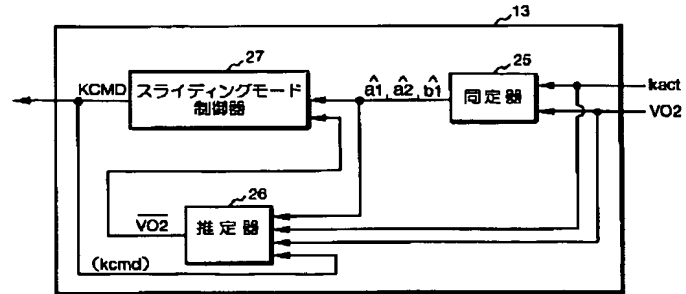 13
27
25
KCMD
スライディングモード
制御器
â1, â2, b̂1
同定器
kact
VO2
26
V̅O̅2̅
推定器
(kcmd)